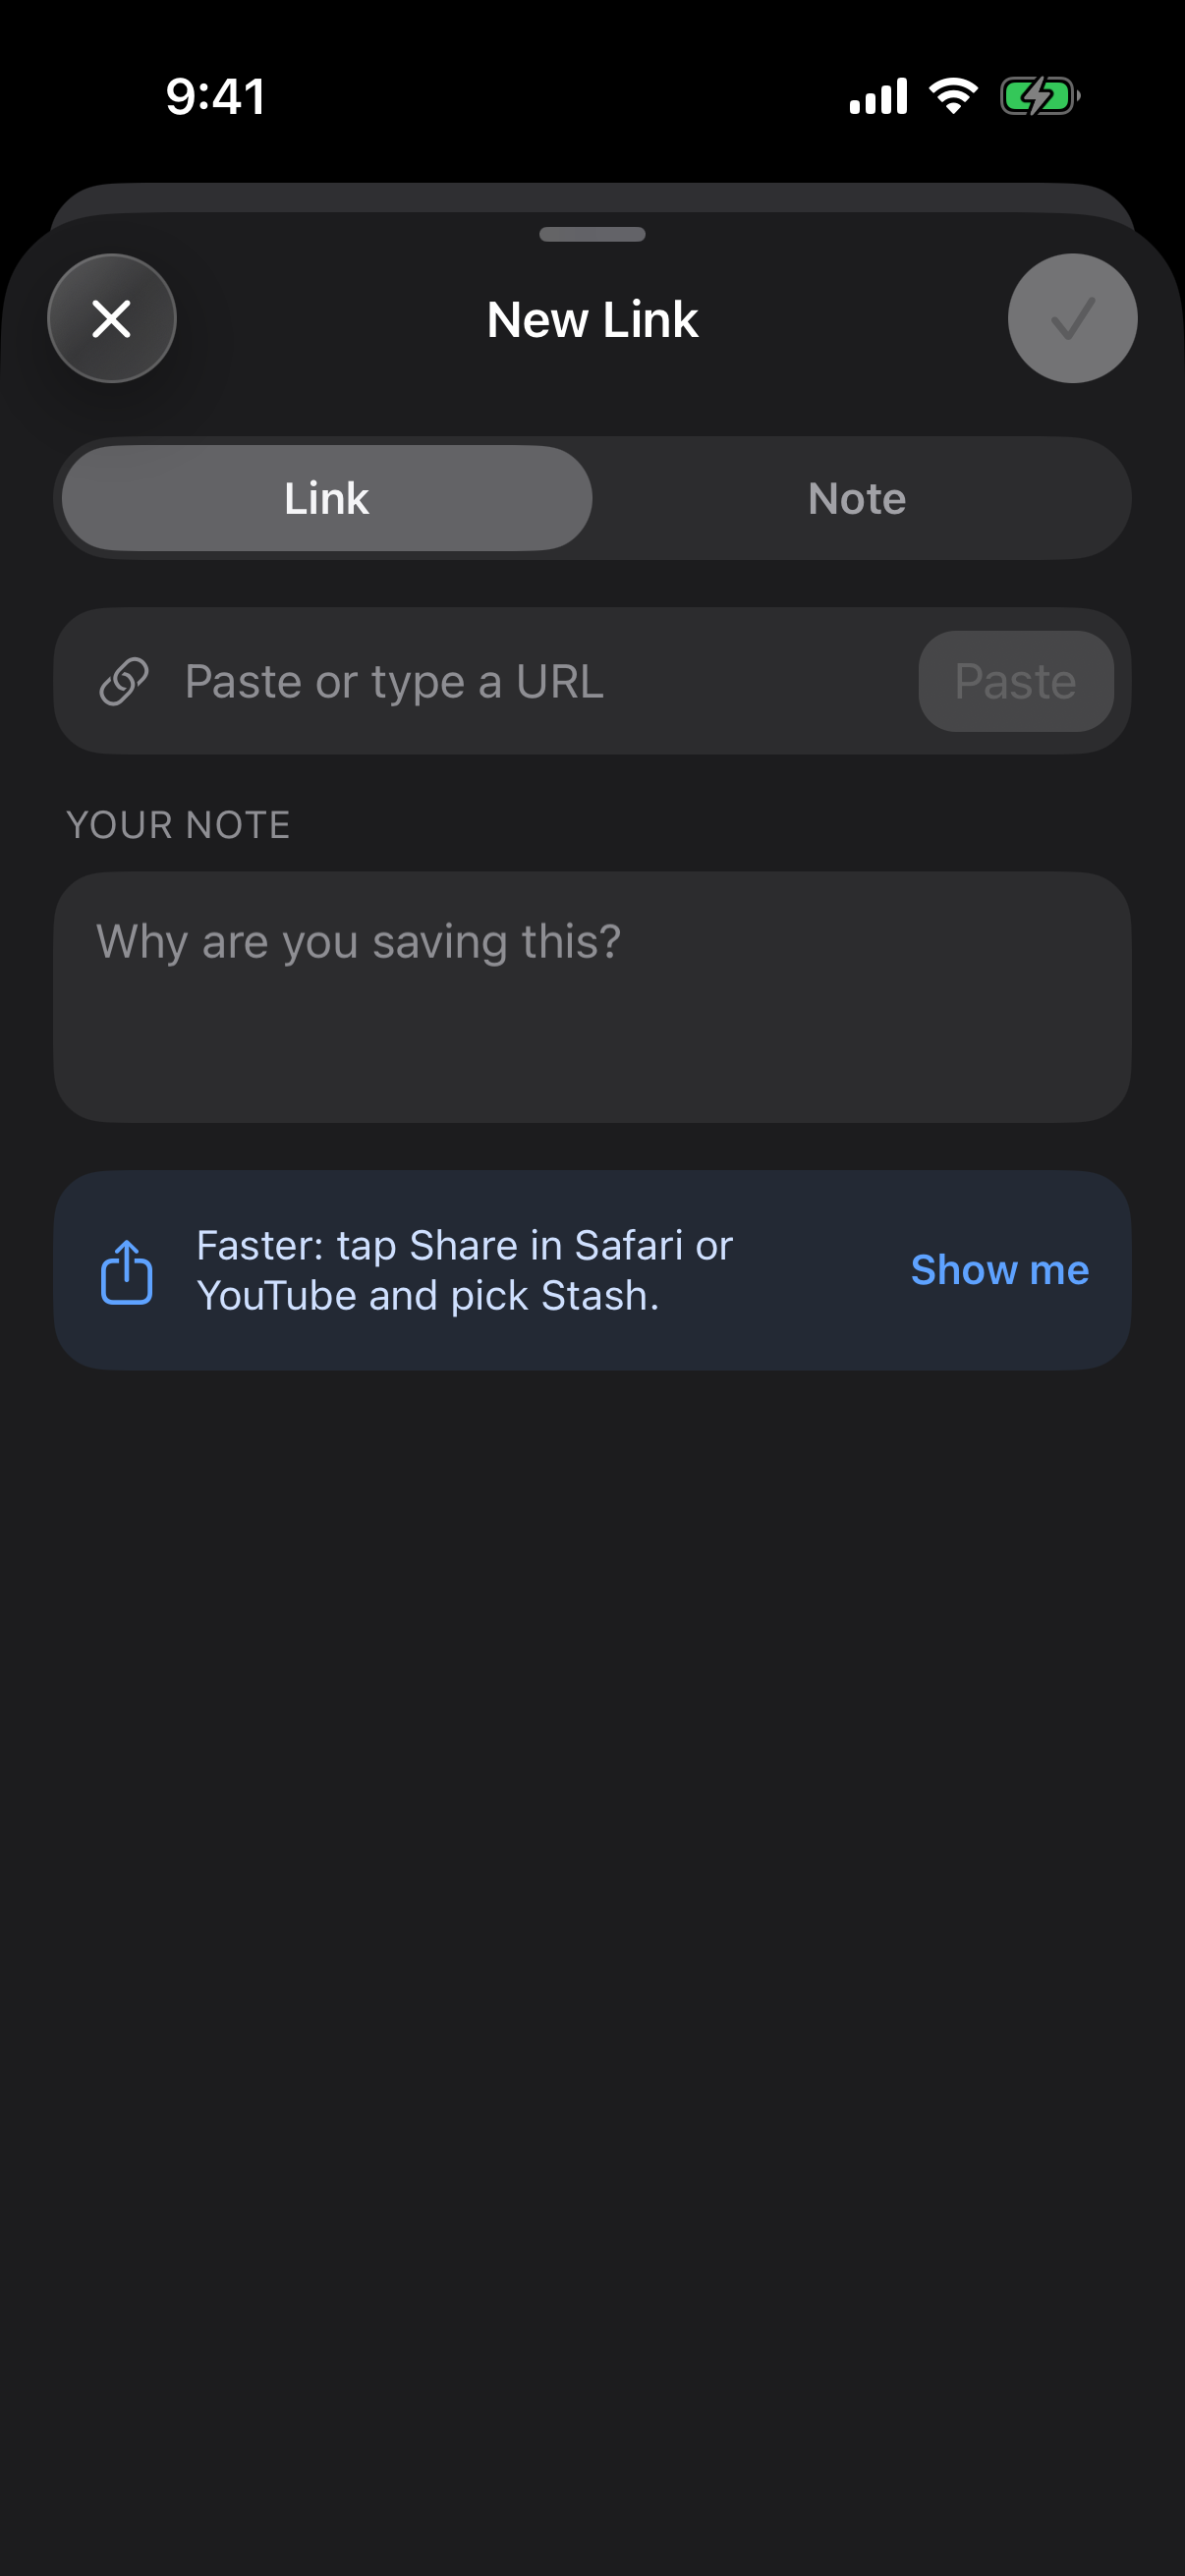 9:41
New Link
Link
Note
Paste or type a URL
Paste
YOUR NOTE
Why are you saving this?
Faster: tap Share in Safari or
YouTube and pick Stash.
Show me